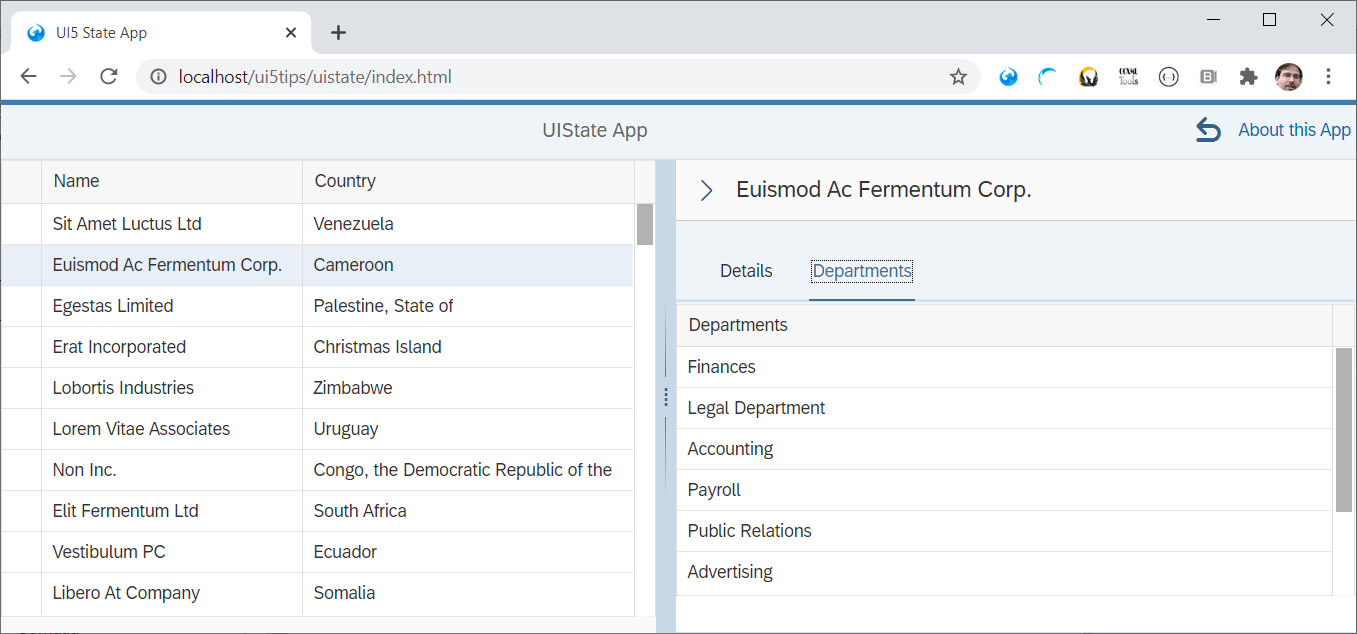 UI5 State App
localhost/ui5tips/uistate/index.html
UIState App
About this App
Name Country
Sit Amet Luctus Ltd Venezuela
Euismod Ac Fermentum Corp. Cameroon
Egestas Limited Palestine, State of
Erat Incorporated Christmas Island
Lobortis Industries Zimbabwe
Lorem Vitae Associates Uruguay
Non Inc. Congo, the Democratic Republic of the
Elit Fermentum Ltd South Africa
Vestibulum PC Ecuador
Libero At Company Somalia
Euismod Ac Fermentum Corp.
Details Departments
Departments
Finances
Legal Department
Accounting
Payroll
Public Relations
Advertising